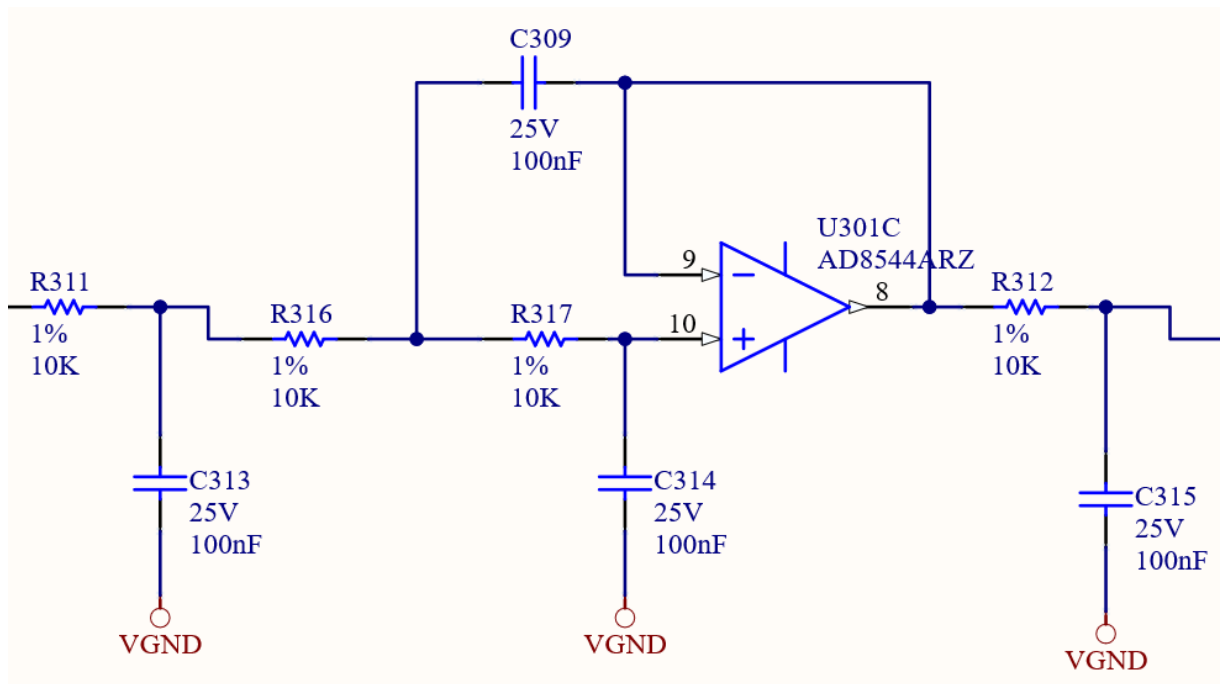 C309
25V
100nF
U301C
AD8544ARZ
9
8
10
R311
1%
10K
R316
1%
10K
R317
1%
10K
R312
1%
10K
C313
25V
100nF
C314
25V
100nF
C315
25V
100nF
VGND
VGND
VGND